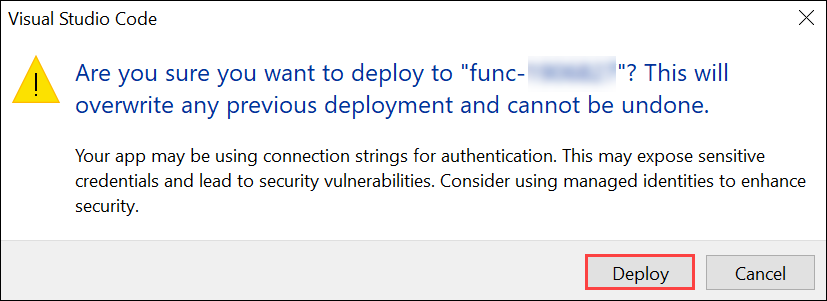 Visual Studio Code
Are you sure you want to deploy to "func- "? This will
overwrite any previous deployment and cannot be undone.
Your app may be using connection strings for authentication. This may expose sensitive
credentials and lead to security vulnerabilities. Consider using managed identities to enhance
security.
Deploy
Cancel